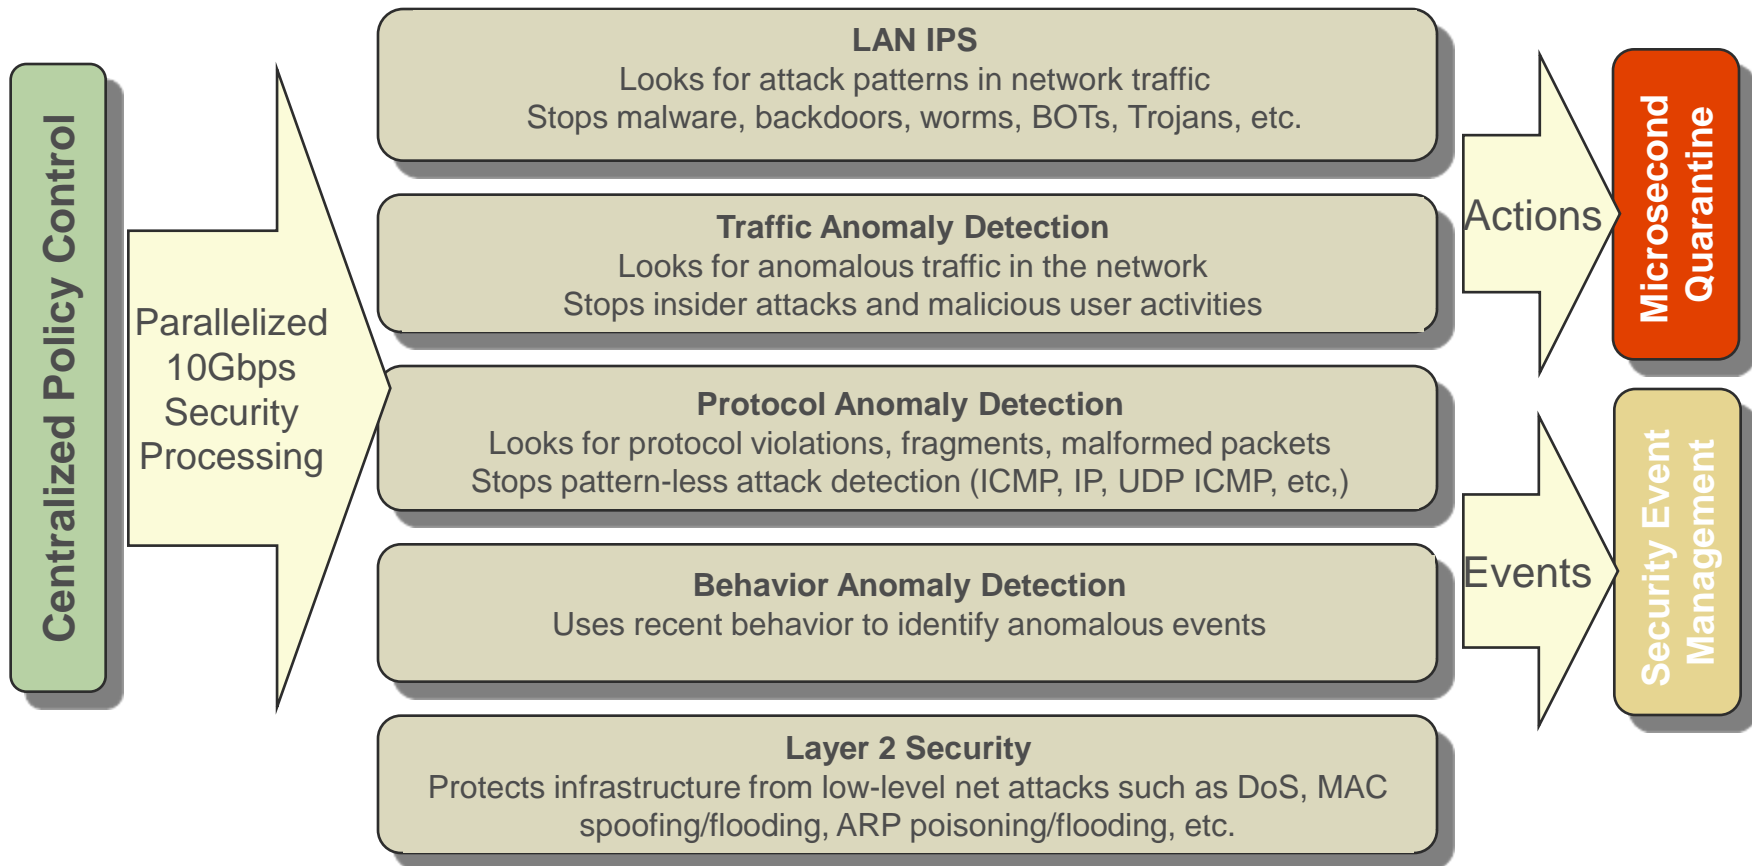 Centralized Policy Control
Parallelized
10Gbps
Security
Processing
LAN IPS
Looks for attack patterns in network traffic
Stops malware, backdoors, worms, BOTs, Trojans, etc.
Traffic Anomaly Detection
Looks for anomalous traffic in the network
Stops insider attacks and malicious user activities
Protocol Anomaly Detection
Looks for protocol violations, fragments, malformed packets
Stops pattern-less attack detection (ICMP, IP, UDP ICMP, etc,)
Behavior Anomaly Detection
Uses recent behavior to identify anomalous events
Layer 2 Security
Protects infrastructure from low-level net attacks such as DoS, MAC
spoofing/flooding, ARP poisoning/flooding, etc.
Actions
Microsecond
Quarantine
Events
Security Event
Management